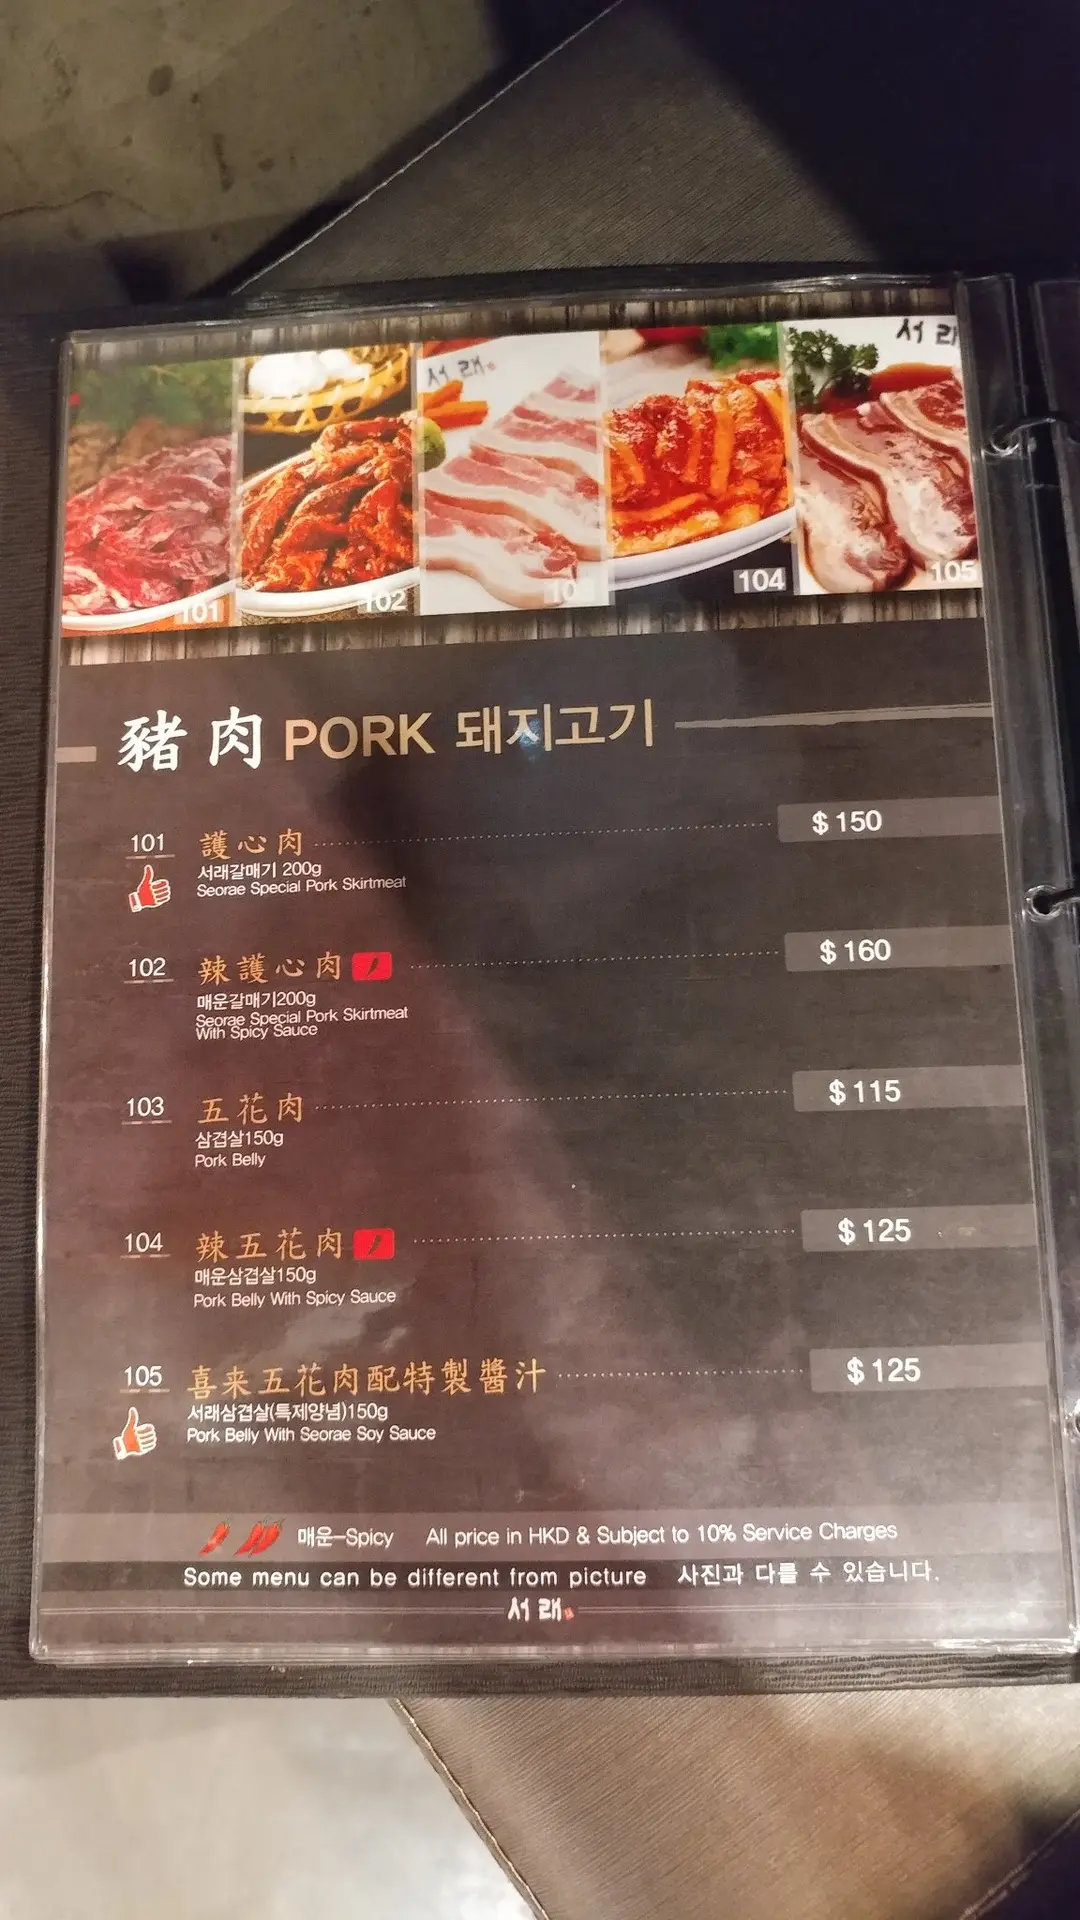 서래
서래
101
102
10
104
105
豬肉 PORK 돼지고기
101 護心肉 $150
서래갈매기 200g
Seorae Special Pork Skirtmeat
102 辣護心肉 $160
매운갈매기200g
Seorae Special Pork Skirtmeat
With Spicy Sauce
103 五花肉 $115
삼겹살150g
Pork Belly
104 辣五花肉 $125
매운삼겹살150g
Pork Belly With Spicy Sauce
105 喜来五花肉配特製醬汁 $125
서래삼겹살(특제양념)150g
Pork Belly With Seorae Soy Sauce
매운-Spicy All price in HKD & Subject to 10% Service Charges
Some menu can be different from picture 사진과 다를 수 있습니다.
서래